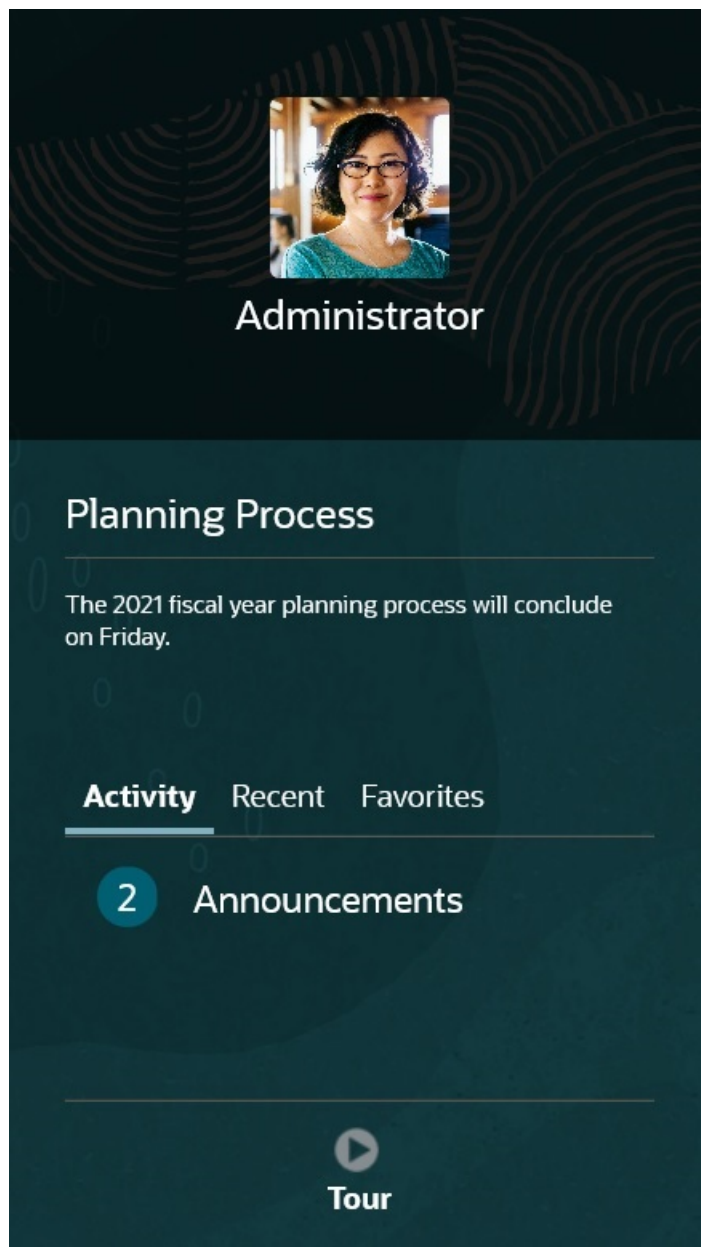 Administrator
Planning Process
The 2021 fiscal year planning process will conclude
on Friday.
Activity Recent Favorites
2 Announcements
Tour